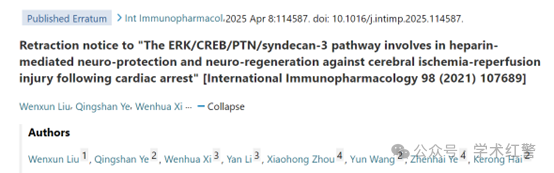 Published Erratum > Int Immunopharmacol. 2025 Apr 8:114587. doi: 10.1016/j.intimp.2025.114587.
Retraction notice to "The ERK/CREB/PTN/syndecan-3 pathway involves in heparin-
mediated neuro-protection and neuro-regeneration against cerebral ischemia-reperfusion
injury following cardiac arrest" [International Immunopharmacology 98 (2021) 107689]
Wenxun Liu, Qingshan Ye, Wenhua Xi ... — Collapse
Authors
Wenxun Liu 1, Qingshan Ye 2, Wenhua Xi 3, Yan Li 3, Xiaohong Zhou 4, Yun Wang 2, Zhenhai Ye 4, Kerong Hai 2
公众号 · 学术红警